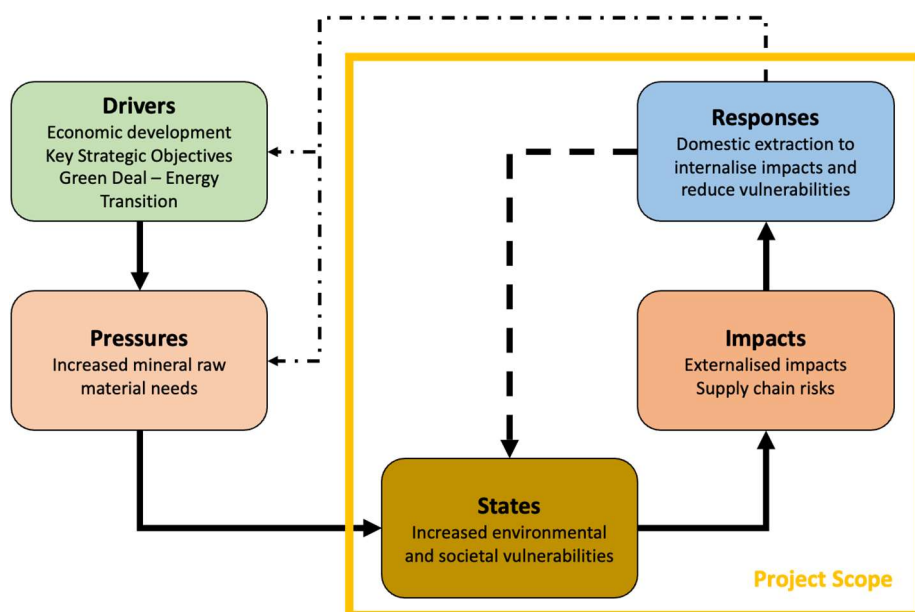 Drivers
Economic development
Key Strategic Objectives
Green Deal – Energy
Transition
Responses
Domestic extraction to
internalise impacts and
reduce vulnerabilities
Pressures
Increased mineral raw
material needs
Impacts
Externalised impacts
Supply chain risks
States
Increased environmental
and societal vulnerabilities
Project Scope